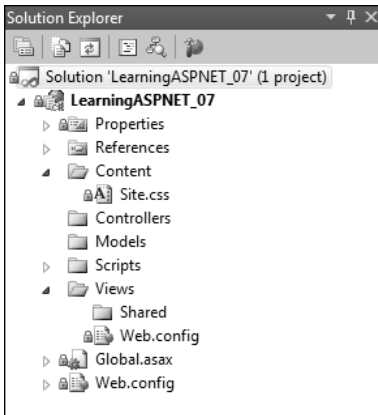 Solution Explorer
Solution 'LearningASPNET_07' (1 project)
LearningASPNET_07
Properties
References
Content
Site.css
Controllers
Models
Scripts
Views
Shared
Web.config
Global.asax
Web.config